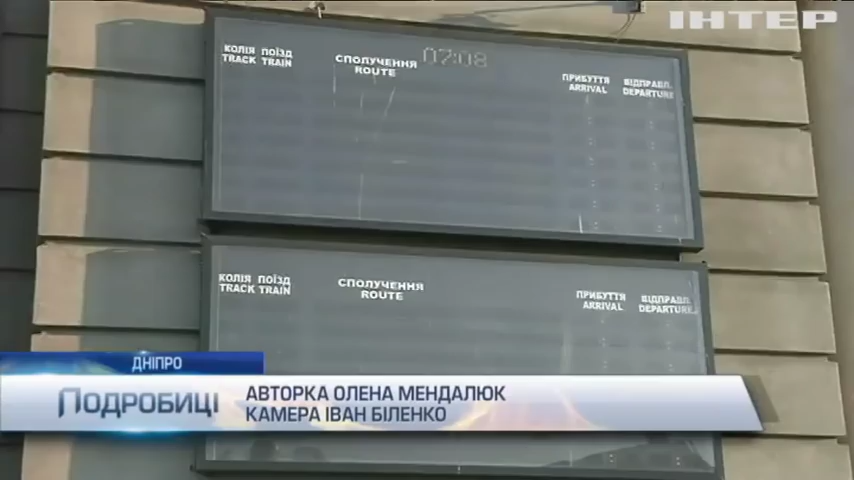 ІНТЕР
КОЛІЯ ПОЇЗД СПОЛУЧЕННЯ 07:08 ПРИБУТТЯ ВІДПРАВЛ.
TRACK TRAIN ROUTE ARRIVAL DEPARTURE
КОЛІЯ ПОЇЗД СПОЛУЧЕННЯ ПРИБУТТЯ ВІДПРАВЛ.
TRACK TRAIN ROUTE ARRIVAL DEPARTURE
ДНІПРО
ПОДРОБИЦІ
АВТОРКА ОЛЕНА МЕНДАЛЮК
КАМЕРА ІВАН БІЛЕНКО